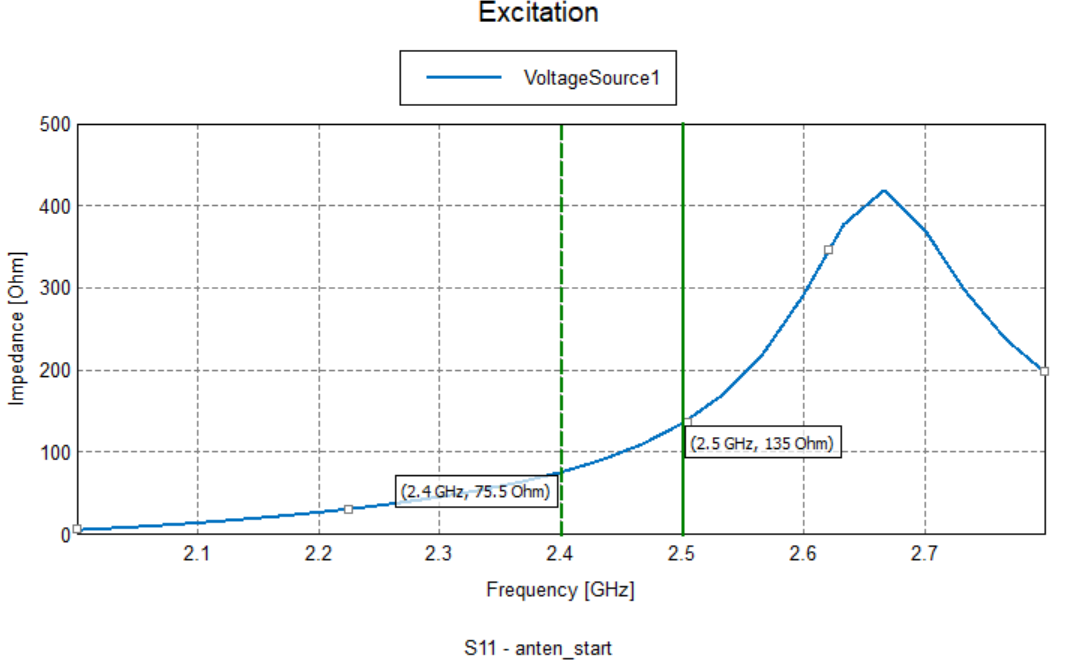 Excitation
VoltageSource1
500
400
300
200
100
0
Impedance [Ohm]
(2.4 GHz, 75.5 Ohm)
(2.5 GHz, 135 Ohm)
2.1 2.2 2.3 2.4 2.5 2.6 2.7
Frequency [GHz]
S11 - anten_start